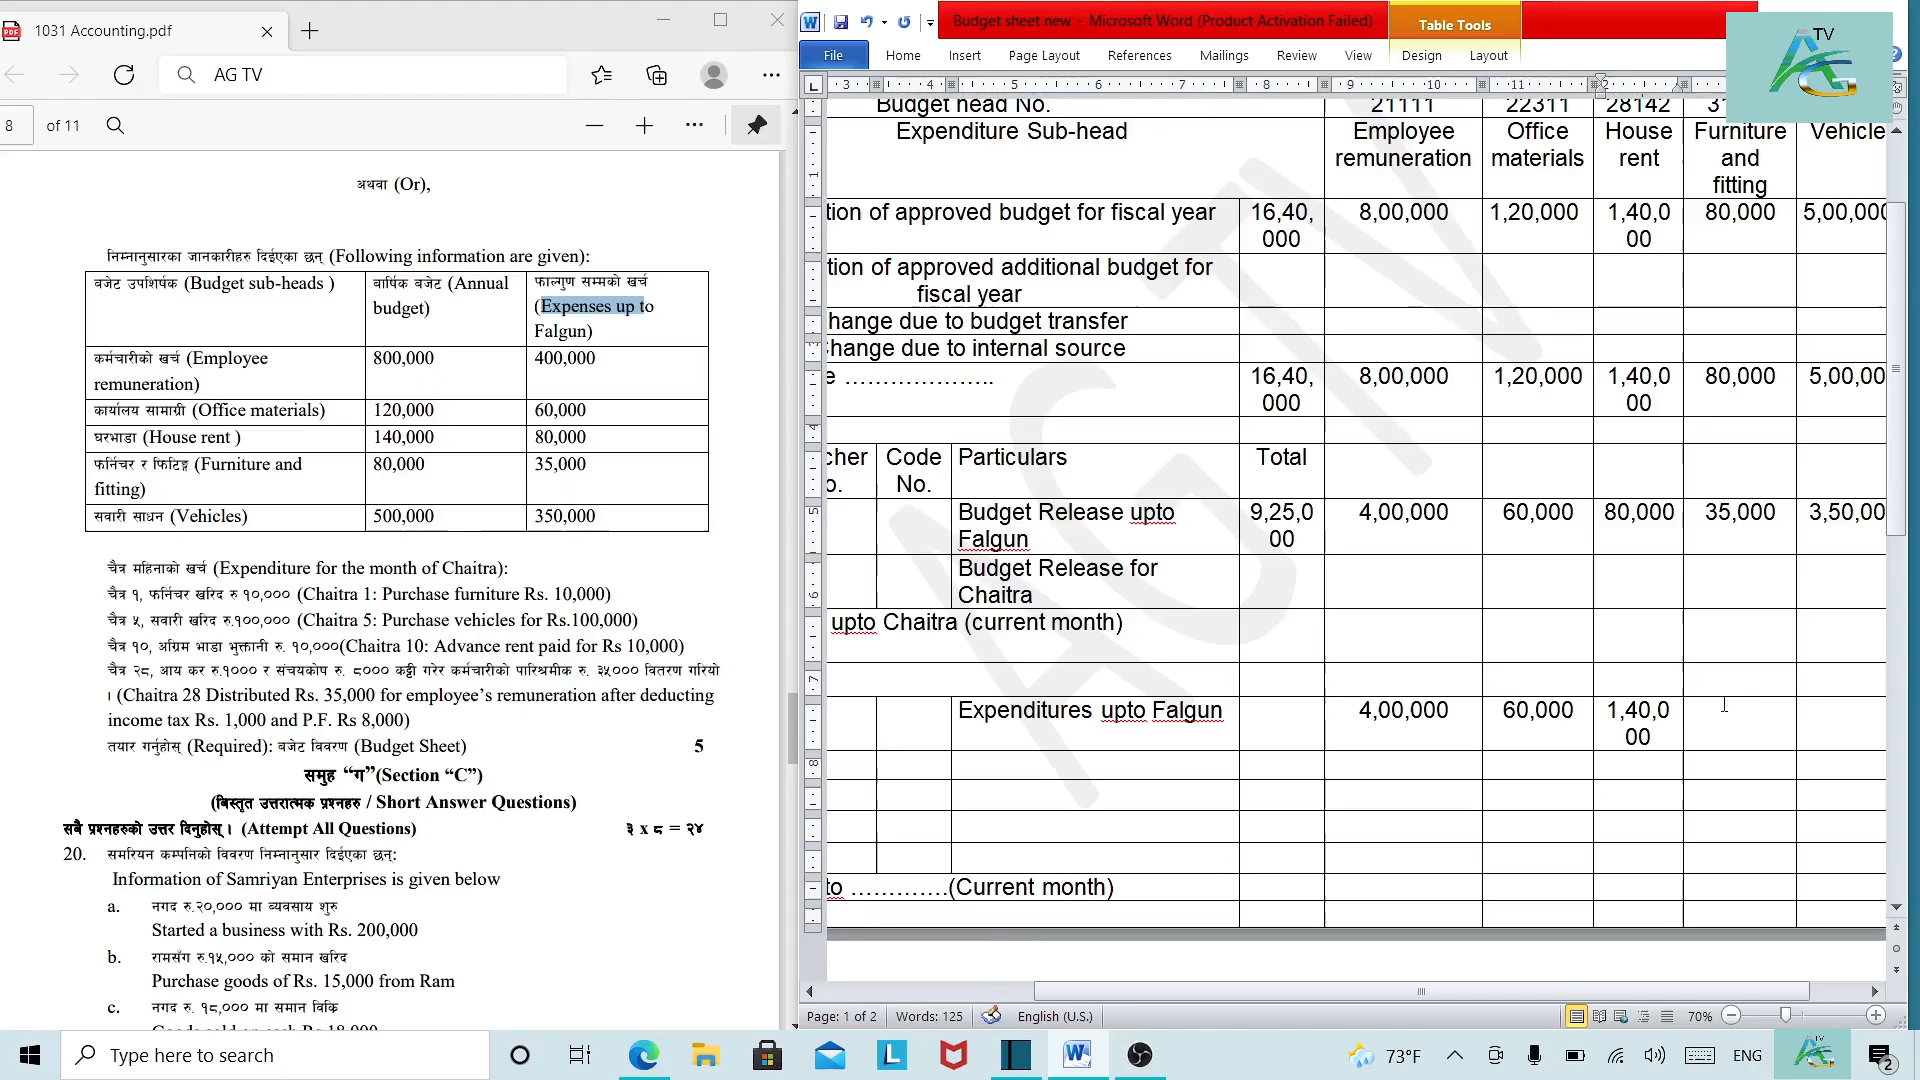 1031 Accounting.pdf
AG TV
8 of 11
अथवा (Or),
निम्नानुसारका जानकारीहरु दिईएका छन् (Following information are given):
बजेट उपशिर्षक (Budget sub-heads )
वार्षिक बजेट (Annual budget)
फाल्गुण सम्मको खर्च (Expenses up to Falgun)
कर्मचारीको खर्च (Employee remuneration) 800,000 400,000
कार्यालय सामाग्री (Office materials) 120,000 60,000
घरभाडा (House rent ) 140,000 80,000
फर्निचर र फिटिङ्ग (Furniture and fitting) 80,000 35,000
सवारी साधन (Vehicles) 500,000 350,000
चैत्र महिनाको खर्च (Expenditure for the month of Chaitra):
चैत्र १, फर्निचर खरिद रु १०,००० (Chaitra 1: Purchase furniture Rs. 10,000)
चैत्र ५, सवारी खरिद रु.१००,००० (Chaitra 5: Purchase vehicles for Rs.100,000)
चैत्र १०, अग्रिम भाडा भुक्तानी रु. १०,०००(Chaitra 10: Advance rent paid for Rs 10,000)
चैत्र २८, आय कर रु.१००० र संचयकोप रु. ८००० कट्टी गरेर कर्मचारीको पारिश्रमीक रु. ३५००० वितरण गरियो
। (Chaitra 28 Distributed Rs. 35,000 for employee's remuneration after deducting
income tax Rs. 1,000 and P.F. Rs 8,000)
तयार गर्नुहोस् (Required): बजेट विवरण (Budget Sheet) 5
समुह “ग”(Section “C”)
(बिस्तृत उत्तरात्मक प्रश्नहरु / Short Answer Questions)
सबै प्रश्नहरुको उत्तर दिनुहोस् । (Attempt All Questions) ३ x ८ = २४
20. समरियन कम्पनिको विवरण निम्नानुसार दिईएका छन्:
Information of Samriyan Enterprises is given below
a. नगद रु.२०,००० मा व्यवसाय शुरु
Started a business with Rs. 200,000
b. रामसँग रु.१५,००० को समान खरिद
Purchase goods of Rs. 15,000 from Ram
c. नगद रु. १८,००० मा समान विक्रि
Budget sheet new - Microsoft Word (Product Activation Failed)
Table Tools
File Home Insert Page Layout References Mailings Review View Design Layout
TV
AG
3 4 5 6 7 8 9 10 11 12
Budget head No. 21111 22311 28142
Expenditure Sub-head
Employee remuneration
Office materials
House rent
Furniture and fitting
Vehicle
tion of approved budget for fiscal year 16,40,000 8,00,000 1,20,000 1,40,000 80,000 5,00,000
tion of approved additional budget for fiscal year
hange due to budget transfer
hange due to internal source
e ………………….. 16,40,000 8,00,000 1,20,000 1,40,000 80,000 5,00,00
cher o. Code No. Particulars Total
Budget Release upto Falgun 9,25,000 4,00,000 60,000 80,000 35,000 3,50,00
Budget Release for Chaitra
upto Chaitra (current month)
Expenditures upto Falgun 4,00,000 60,000 1,40,000
to ………….(Current month)
AG TV
Page: 1 of 2 Words: 125 English (U.S.) 70%
Type here to search
73°F
ENG
2